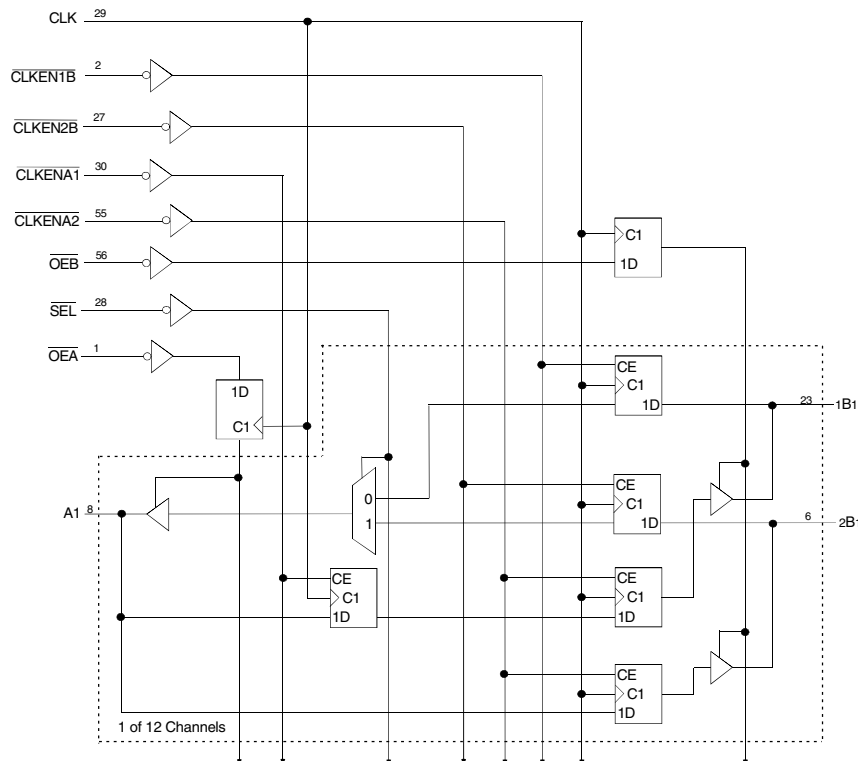 CLK 29
CLKEN1B 2
CLKEN2B 27
CLKENA1 30
CLKENA2 55
C1
OEB 56
1D
SEL 28
OEA 1
CE
1D
C1
1D
23 1B1
C1
CE
0
C1
A1 8
1
1D
6 2B1
CE
CE
C1
C1
1D
1D
CE
C1
1D
1 of 12 Channels